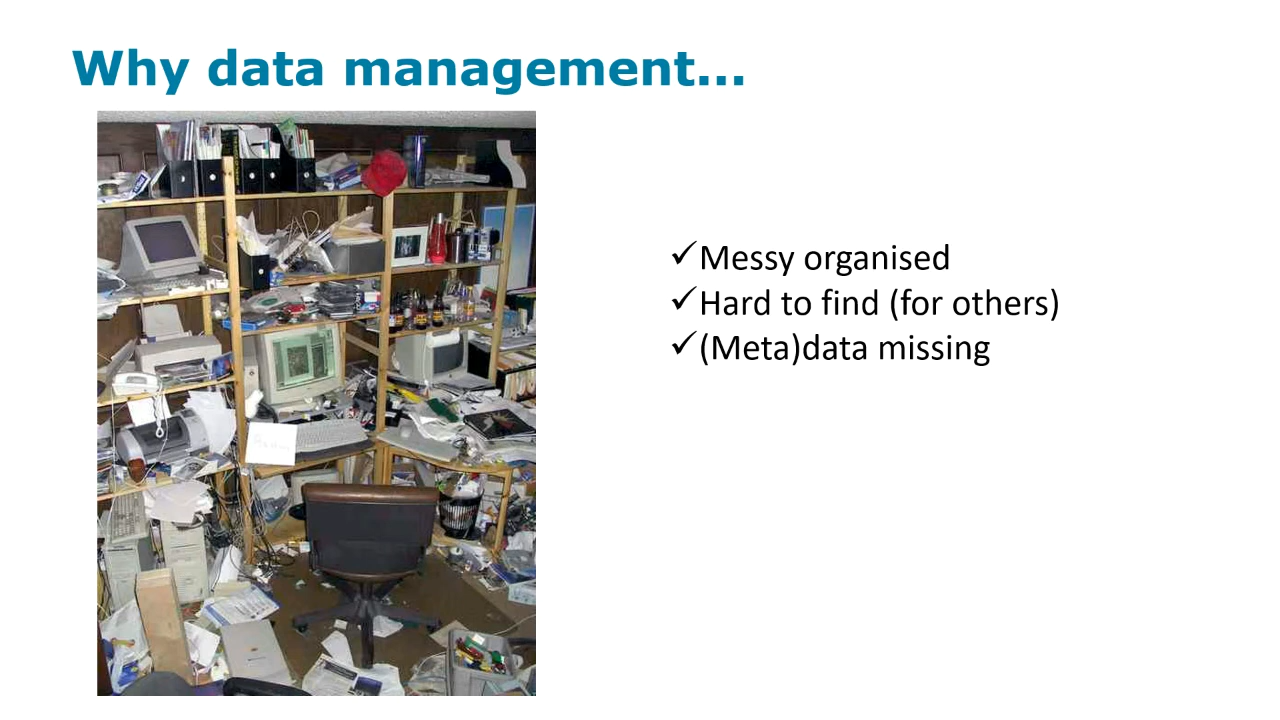 Why data management...
✓Messy organised
✓Hard to find (for others)
✓(Meta)data missing